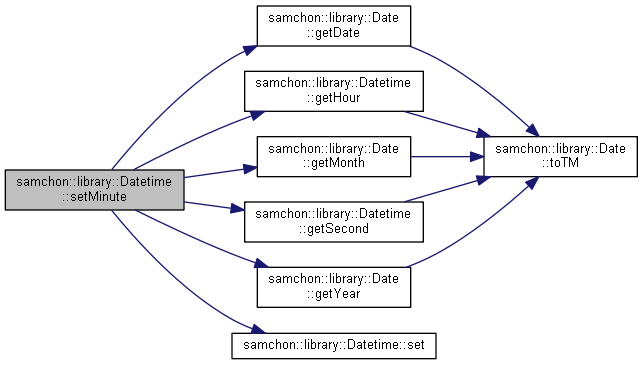 samchon::library::Date
::getDate
samchon::library::Datetime
::getHour
samchon::library::Date
::getMonth
samchon::library::Date
::toTM
samchon::library::Datetime
::setMinute
samchon::library::Datetime
::getSecond
samchon::library::Date
::getYear
samchon::library::Datetime::set